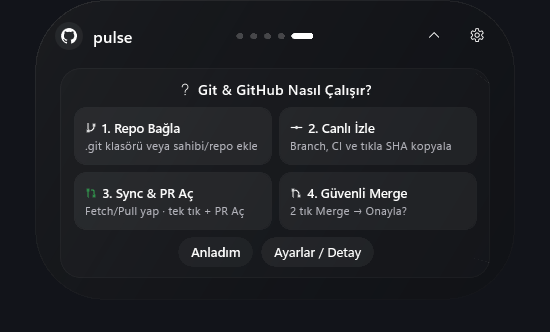 pulse
? Git & GitHub Nasıl Çalışır?
1. Repo Bağla
.git klasörü veya sahibi/repo ekle
2. Canlı İzle
Branch, CI ve tıkla SHA kopyala
3. Sync & PR Aç
Fetch/Pull yap · tek tık + PR Aç
4. Güvenli Merge
2 tık Merge → Onayla?
Anladım
Ayarlar / Detay